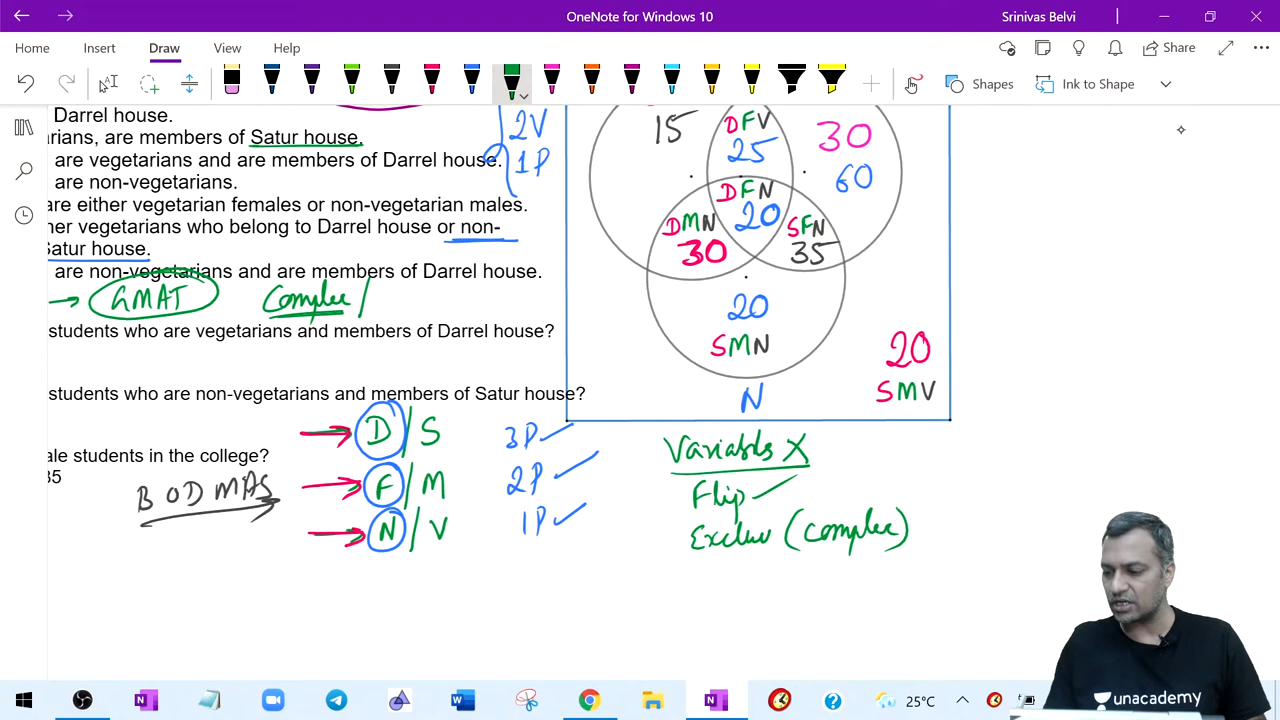 OneNote for Windows 10
Srinivas Belvi
Home Insert Draw View Help
Share
Shapes
Ink to Shape
Darrel house.
arians, are members of Satur house.
are vegetarians and are members of Darrel house.
are non-vegetarians.
are either vegetarian females or non-vegetarian males.
her vegetarians who belong to Darrel house or non-
Satur house.
are non-vegetarians and are members of Darrel house.
→ GMAT Complex /
students who are vegetarians and members of Darrel house?
students who are non-vegetarians and members of Satur house?
ale students in the college?
35
B O D M A S
2V
1P
15
DFV
25
30
60
DFN
20
DMN
30
SFN
35
20
SMN
N
20
SMV
D / S
F / M
N / V
3P ✓
2P ✓
1P ✓
Variables X
Flip ✓
Excluv (Complex)
25°C
unacademy